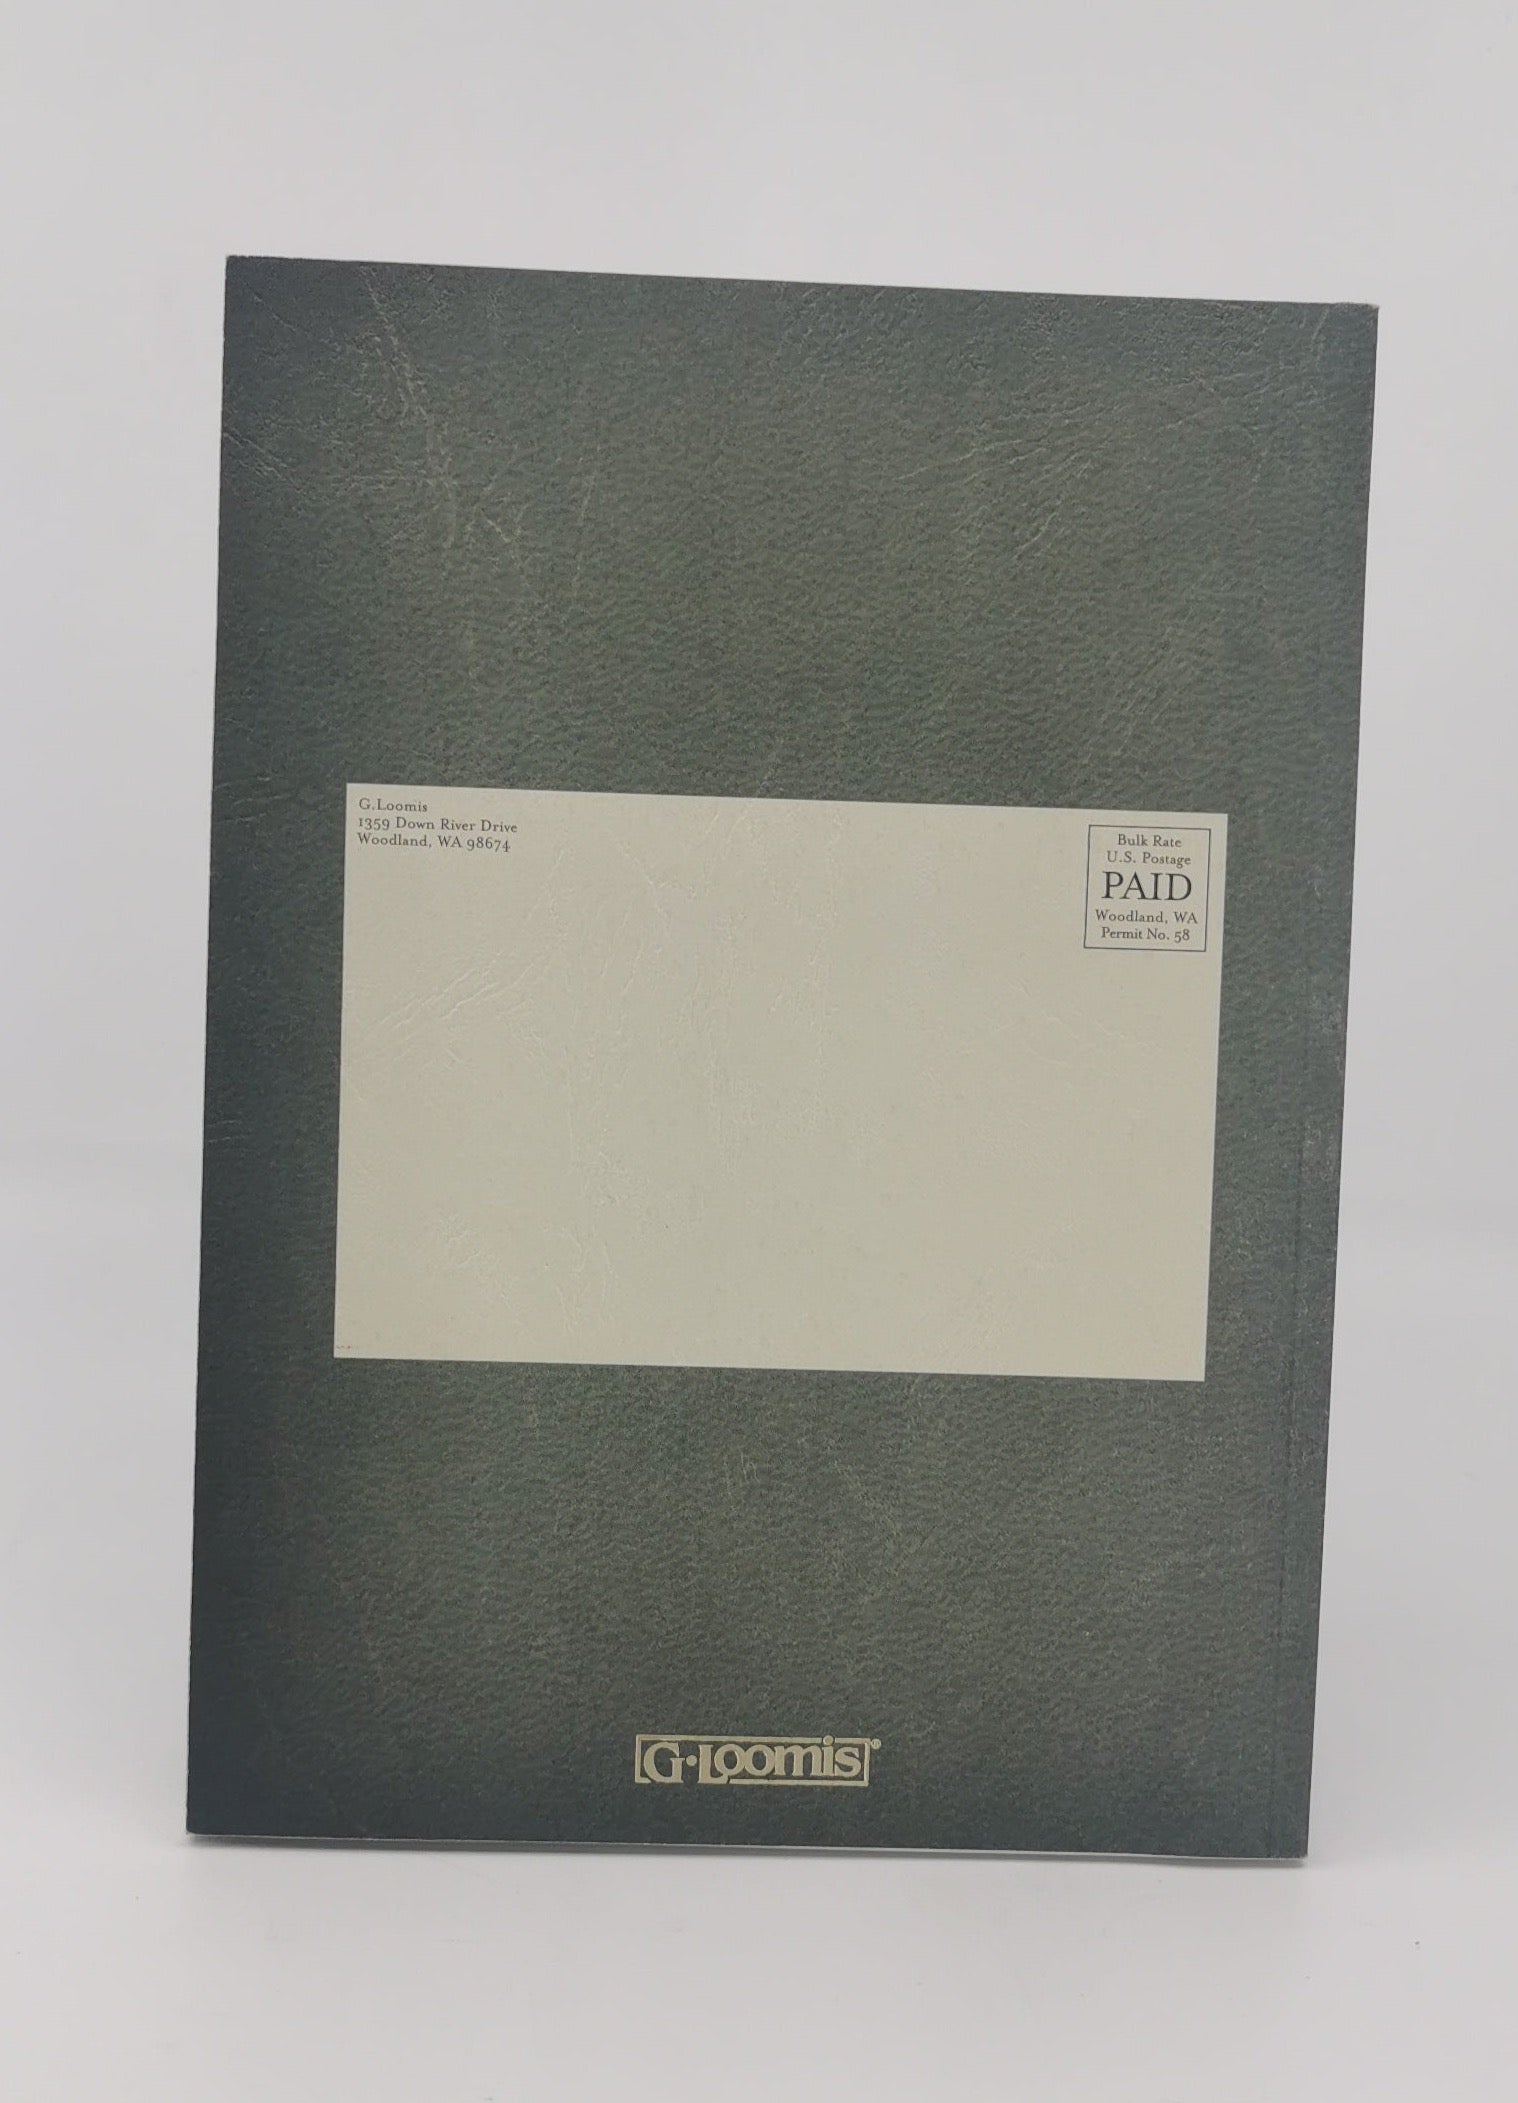 G.Loomis
1359 Down River Drive
Woodland, WA 98674
Bulk Rate
U.S. Postage
PAID
Woodland, WA
Permit No. 58
G·Loomis®